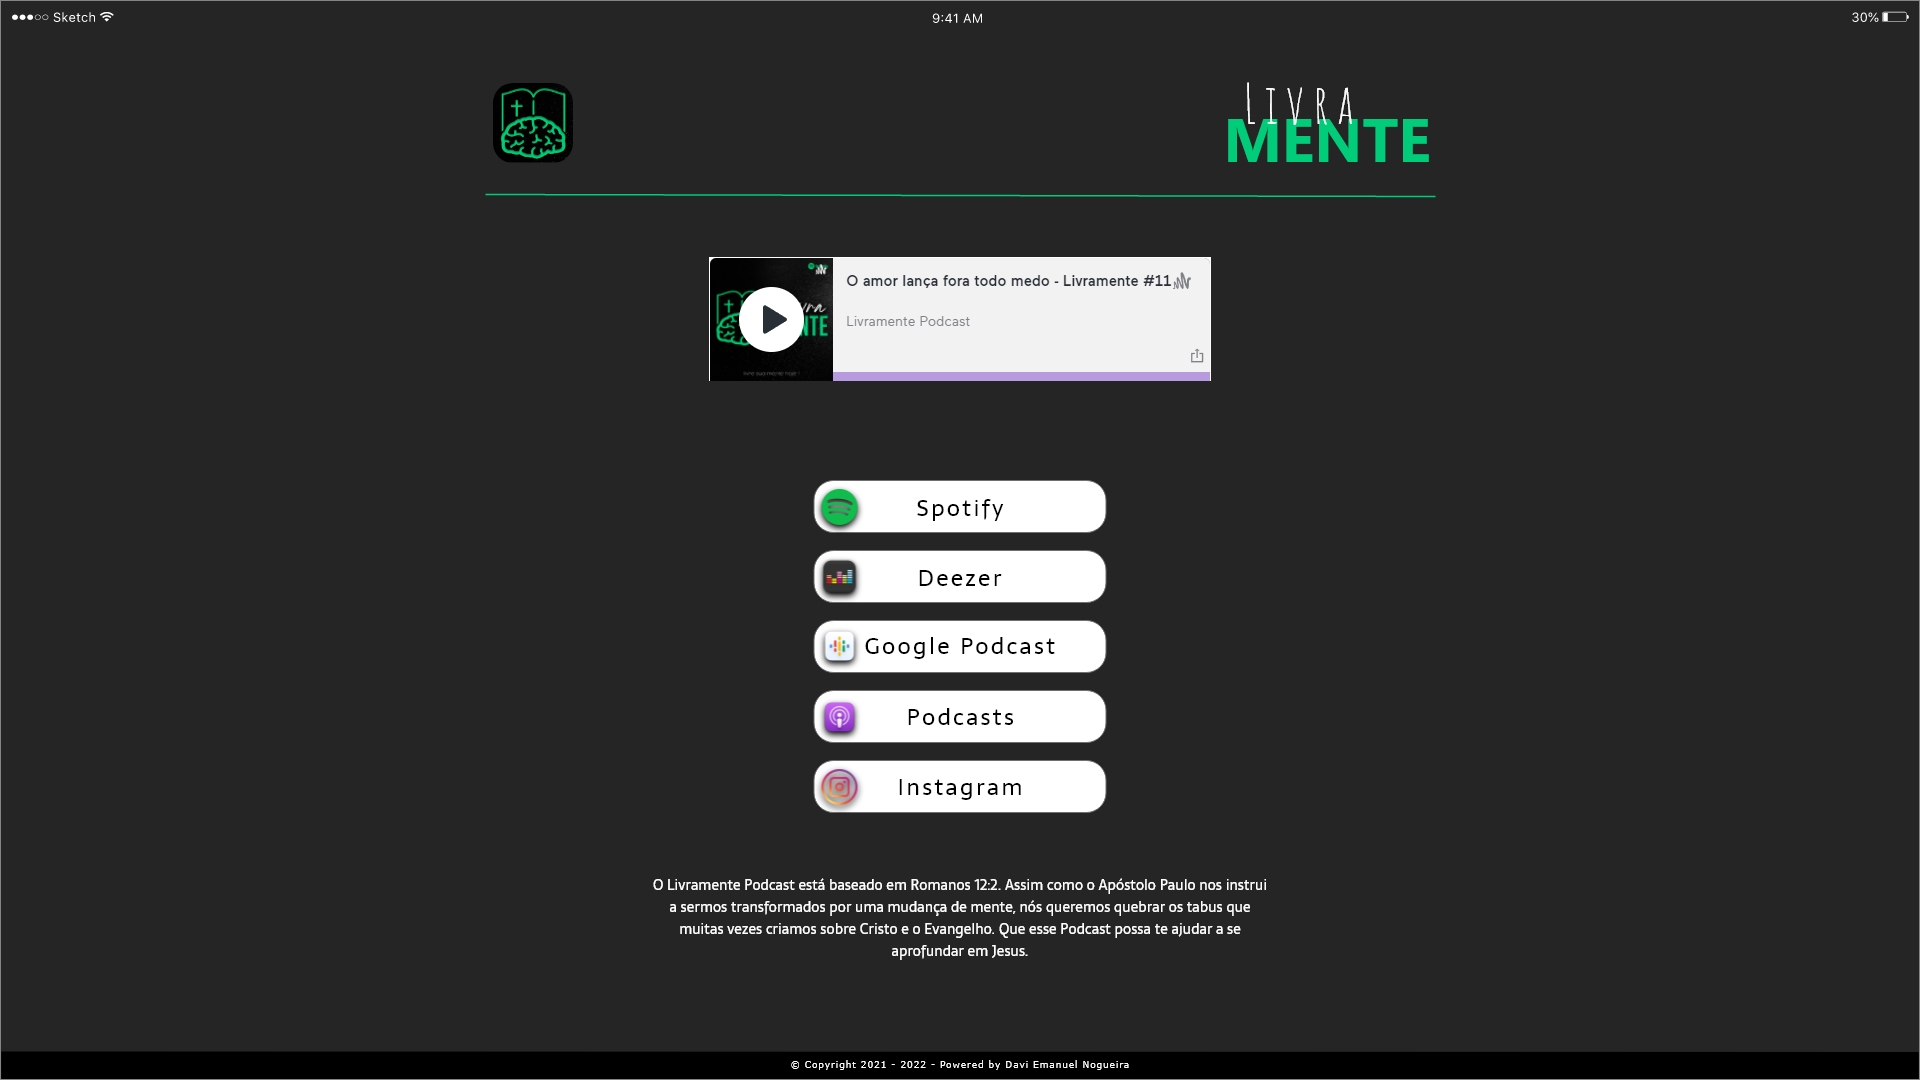 Sketch
9:41 AM
30%
LIVRA
MENTE
O amor lança fora todo medo - Livramente #11
Livramente Podcast
Spotify
Deezer
Google Podcast
Podcasts
Instagram
O Livramente Podcast está baseado em Romanos 12:2. Assim como o Apóstolo Paulo nos instrui
a sermos transformados por uma mudança de mente, nós queremos quebrar os tabus que
muitas vezes criamos sobre Cristo e o Evangelho. Que esse Podcast possa te ajudar a se
aprofundar em Jesus.
© Copyright 2021 - 2022 - Powered by Davi Emanuel Nogueira